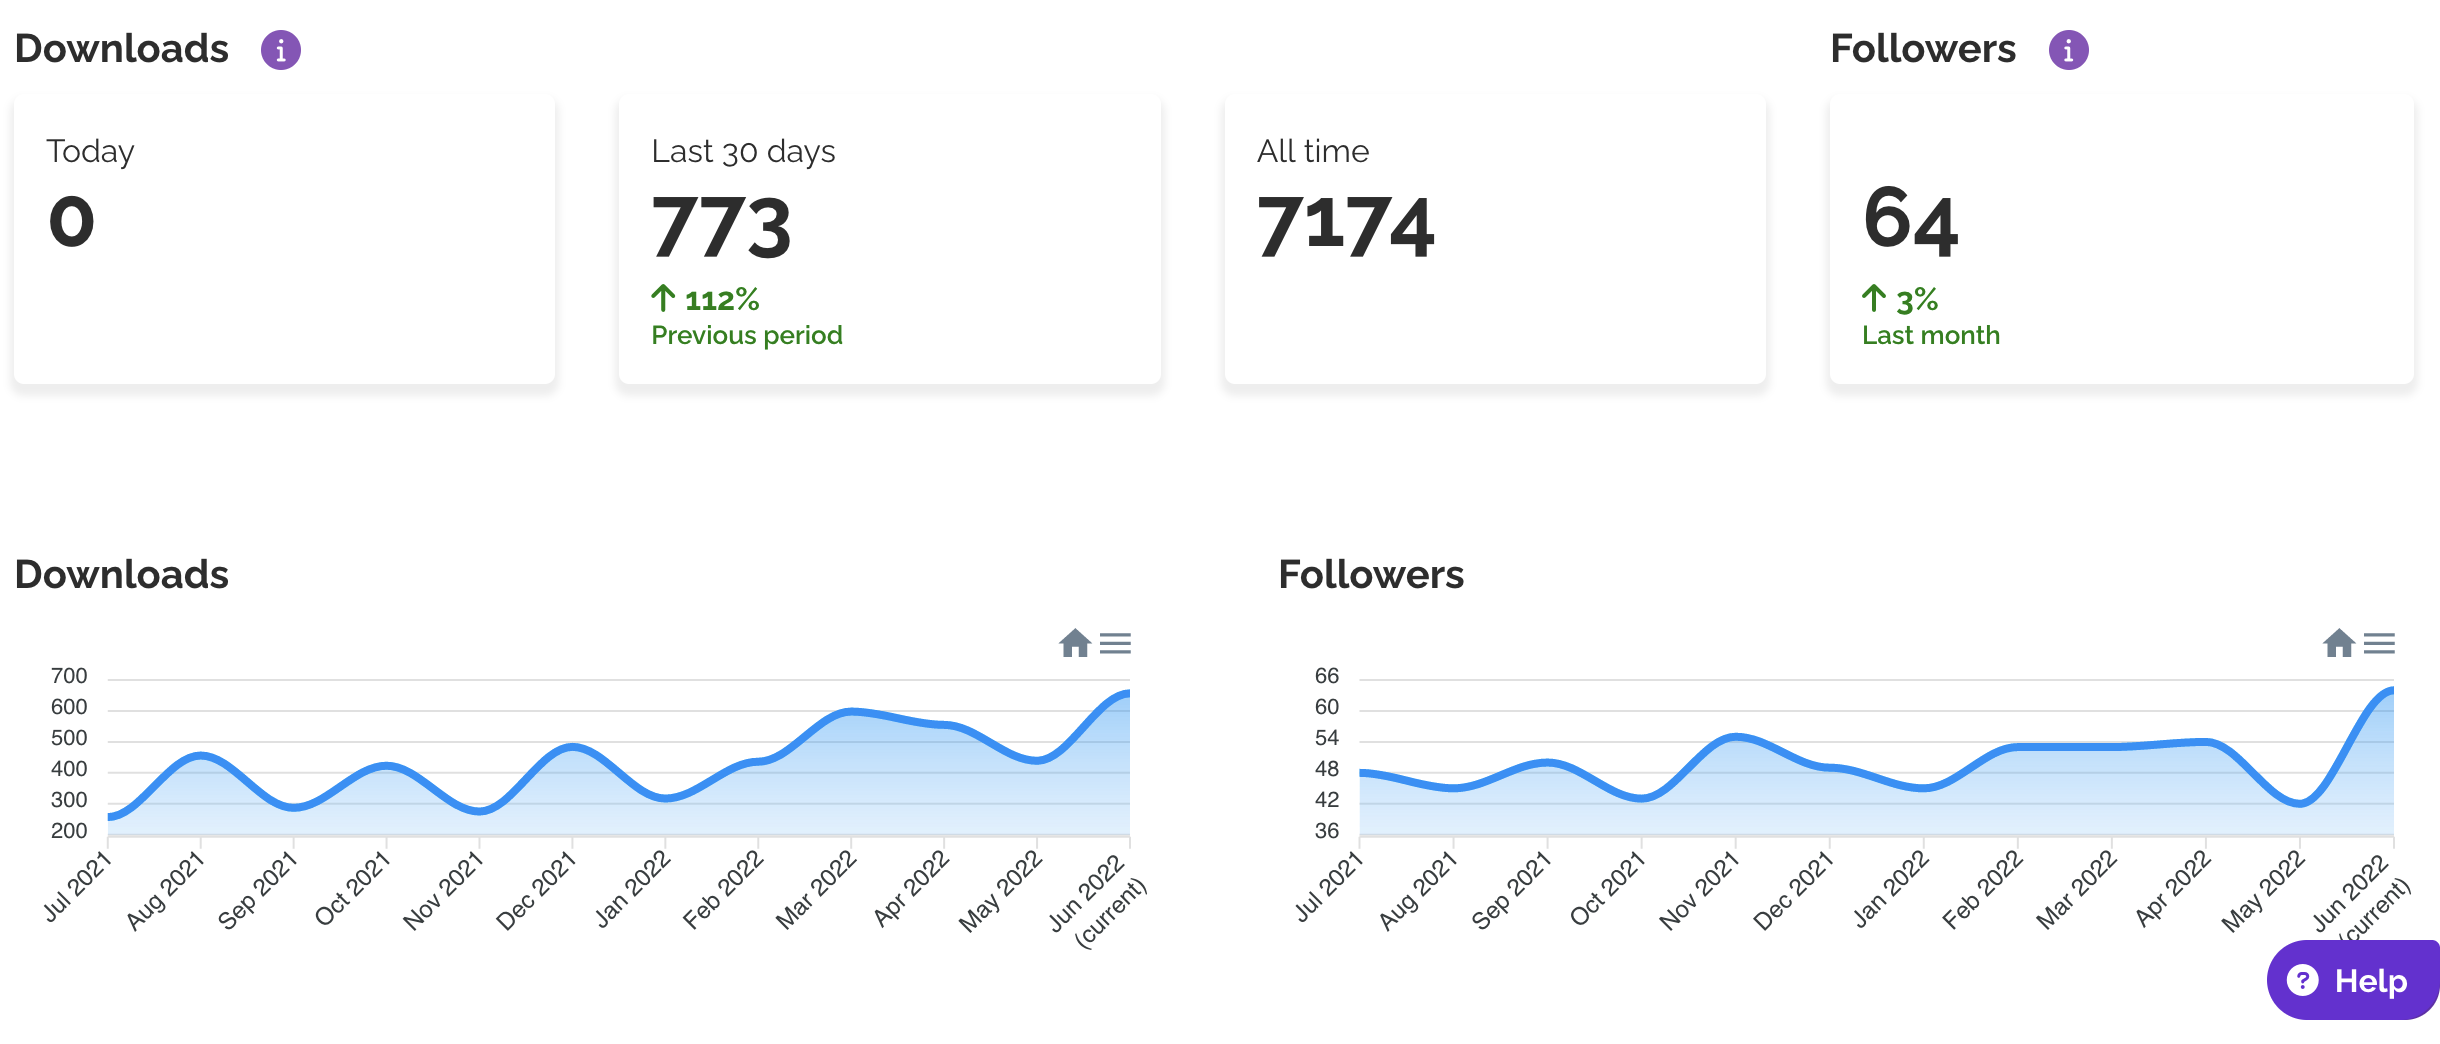 Downloads
Followers
Today
0
Last 30 days
773
112%
Previous period
All time
7174
64
3%
Last month
Downloads
700
600
500
400
300
200
Jul 2021
Aug 2021
Sep 2021
Oct 2021
Nov 2021
Dec 2021
Jan 2022
Feb 2022
Mar 2022
Apr 2022
May 2022
Jun 2022
(current)
Followers
66
60
54
48
42
36
Jul 2021
Aug 2021
Sep 2021
Oct 2021
Nov 2021
Dec 2021
Jan 2022
Feb 2022
Mar 2022
Apr 2022
May 2022
Jun 2022
(current)
Help